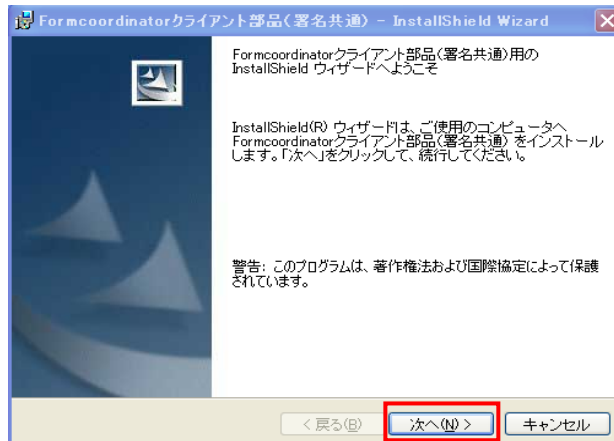 Formcoordinatorクライアント部品(署名共通) - InstallShield Wizard
Formcoordinatorクライアント部品(署名共通)用の
InstallShield ウィザードへようこそ
InstallShield(R) ウィザードは、ご使用のコンピュータへ
Formcoordinatorクライアント部品(署名共通) をインストール
します。「次へ」をクリックして、続行してください。
警告: このプログラムは、著作権法および国際協定によって保護
されています。
< 戻る(B)
次へ(N) >
キャンセル